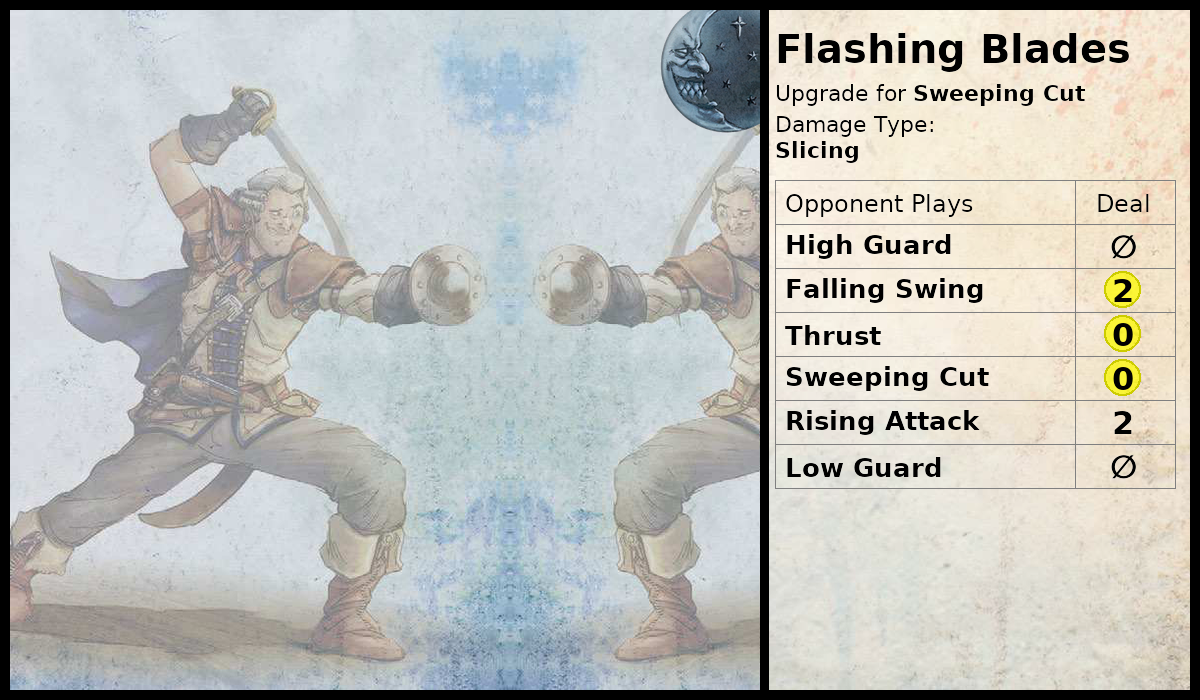 Flashing Blades
Upgrade for Sweeping Cut
Damage Type:
Slicing
Opponent Plays Deal
High Guard ∅
Falling Swing 2
Thrust 0
Sweeping Cut 0
Rising Attack 2
Low Guard ∅